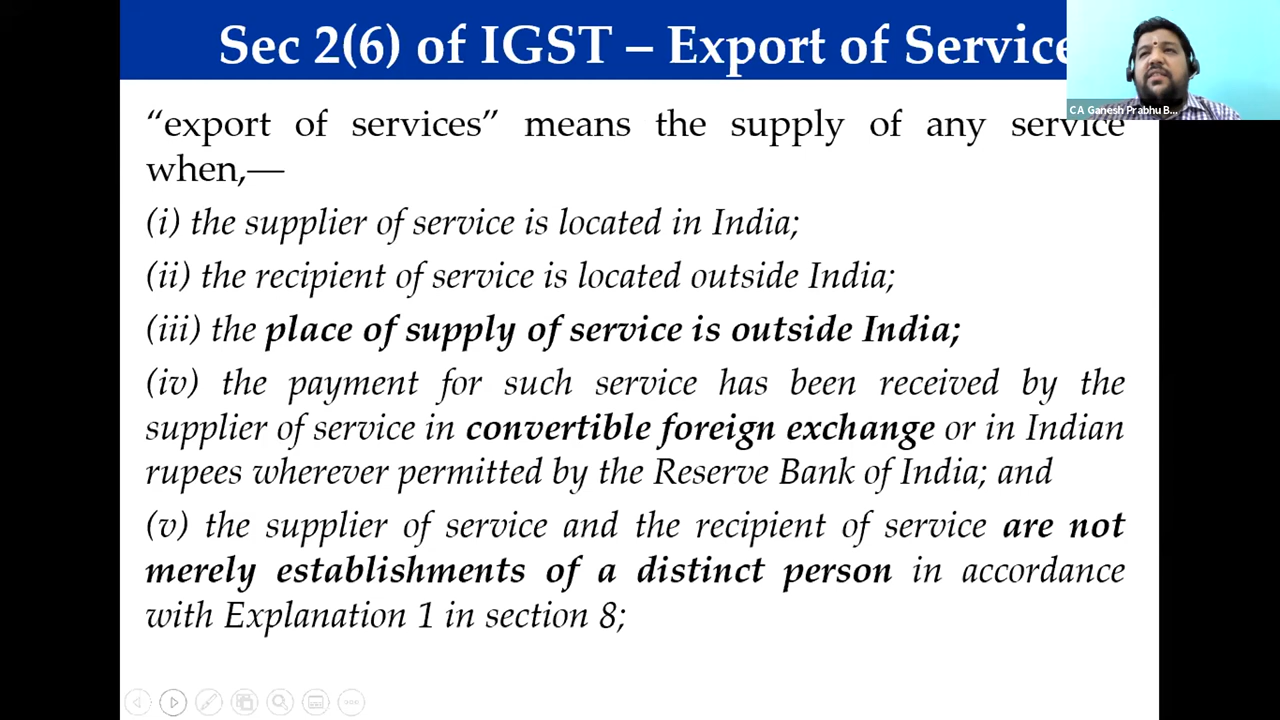 Sec 2(6) of IGST – Export of Service
CA Ganesh Prabhu B...
“export of services” means the supply of any service
when,—
(i) the supplier of service is located in India;
(ii) the recipient of service is located outside India;
(iii) the place of supply of service is outside India;
(iv) the payment for such service has been received by the
supplier of service in convertible foreign exchange or in Indian
rupees wherever permitted by the Reserve Bank of India; and
(v) the supplier of service and the recipient of service are not
merely establishments of a distinct person in accordance
with Explanation 1 in section 8;